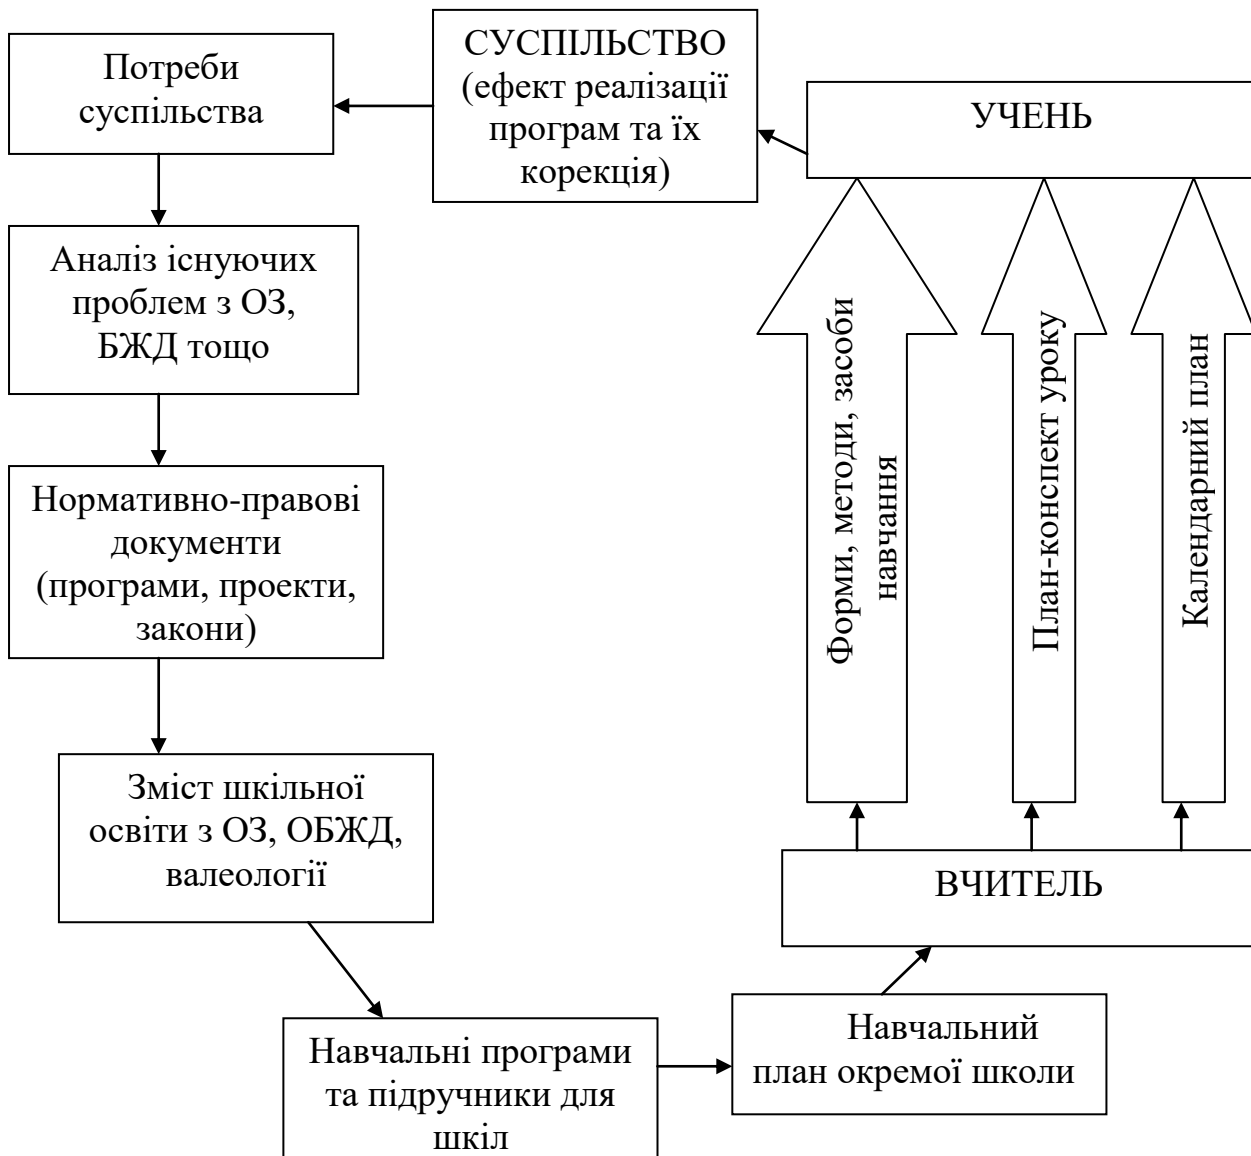 Потреби
суспільства
СУСПІЛЬСТВО
(ефект реалізації
програм та їх
корекція)
УЧЕНЬ
Аналіз існуючих
проблем з ОЗ,
БЖД тощо
Нормативно-правові
документи
(програми, проекти,
закони)
Зміст шкільної
освіти з ОЗ, ОБЖД,
валеології
Навчальні програми
та підручники для
шкіл
Навчальний
план окремої школи
ВЧИТЕЛЬ
Форми, методи, засоби
навчання
План-конспект уроку
Календарний план